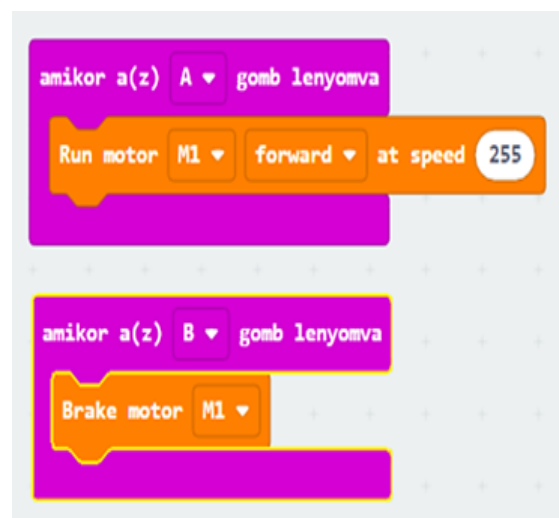 amikor a(z) A gomb lenyomva
Run motor M1 forward at speed 255
amikor a(z) B gomb lenyomva
Brake motor M1